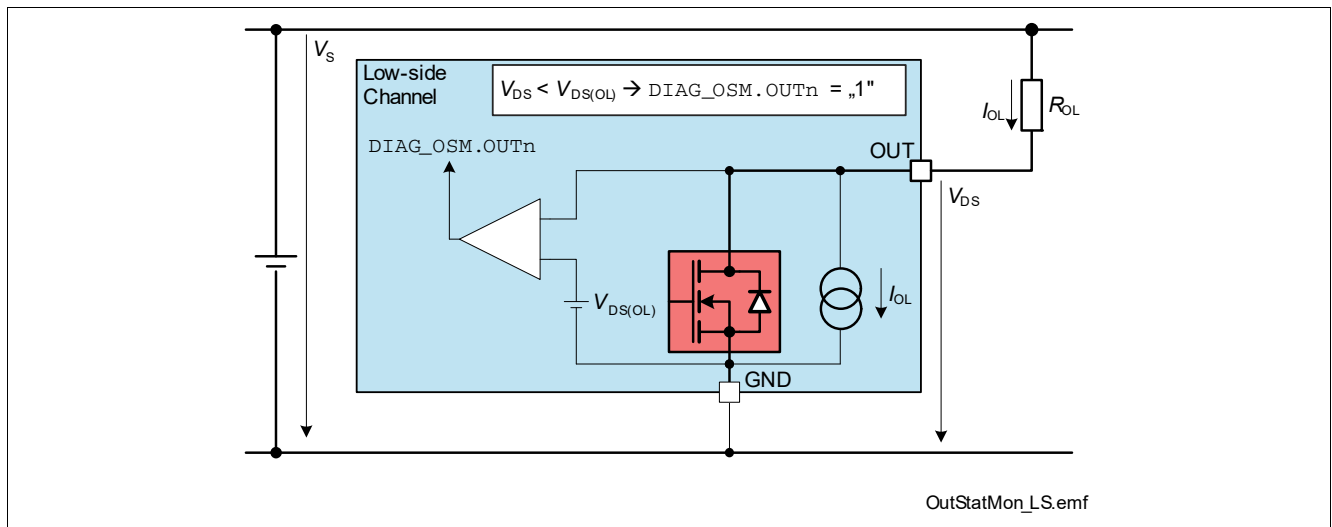 VS
Low-side
Channel
VDS < VDS(OL) → DIAG_OSM.OUTn = „1"
IOL
ROL
DIAG_OSM.OUTn
OUT
VDS
VDS(OL)
IOL
GND
OutStatMon_LS.emf